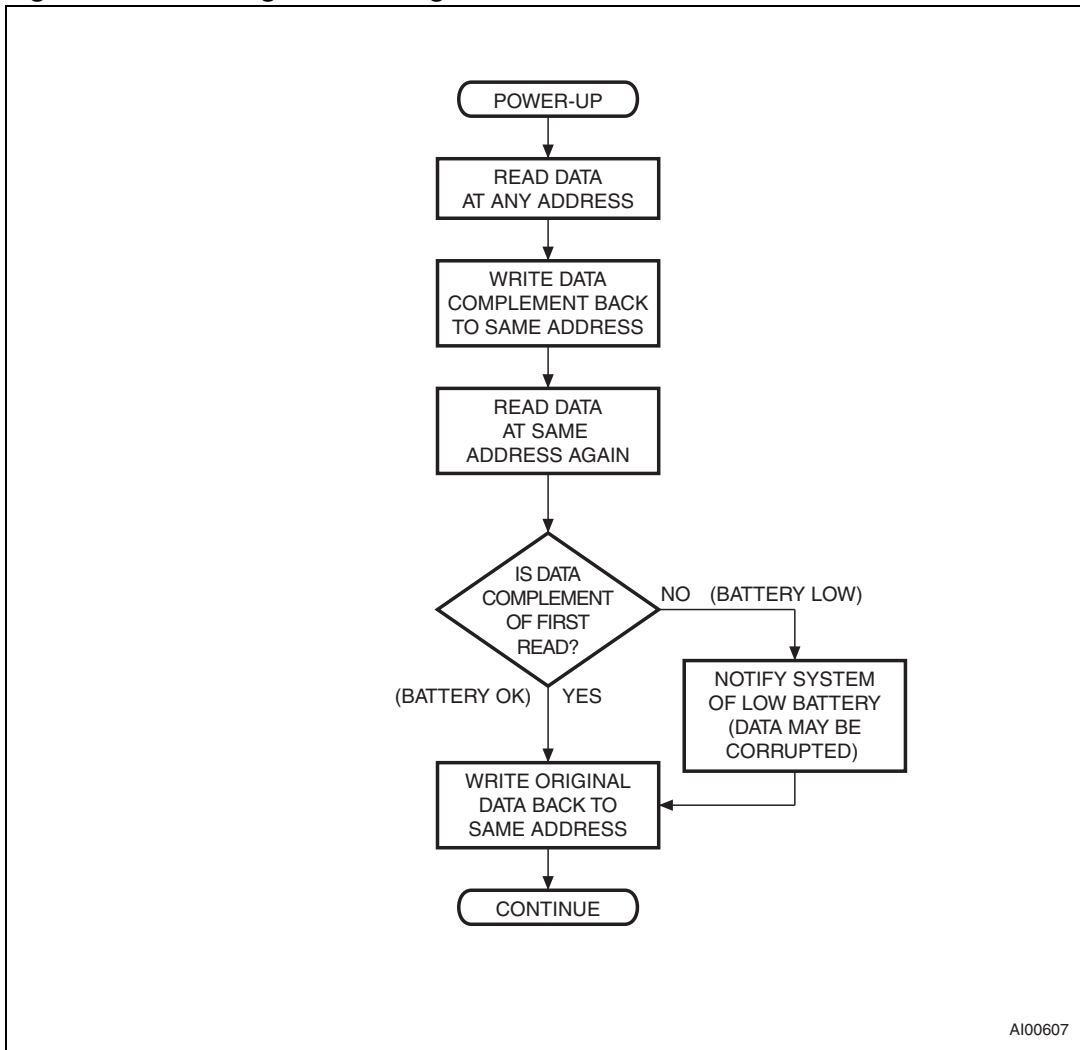 POWER-UP
READ DATA
AT ANY ADDRESS
WRITE DATA
COMPLEMENT BACK
TO SAME ADDRESS
READ DATA
AT SAME
ADDRESS AGAIN
IS DATA
COMPLEMENT
OF FIRST
READ?
NO (BATTERY LOW)
NOTIFY SYSTEM
OF LOW BATTERY
(DATA MAY BE
CORRUPTED)
(BATTERY OK) YES
WRITE ORIGINAL
DATA BACK TO
SAME ADDRESS
CONTINUE
AI00607